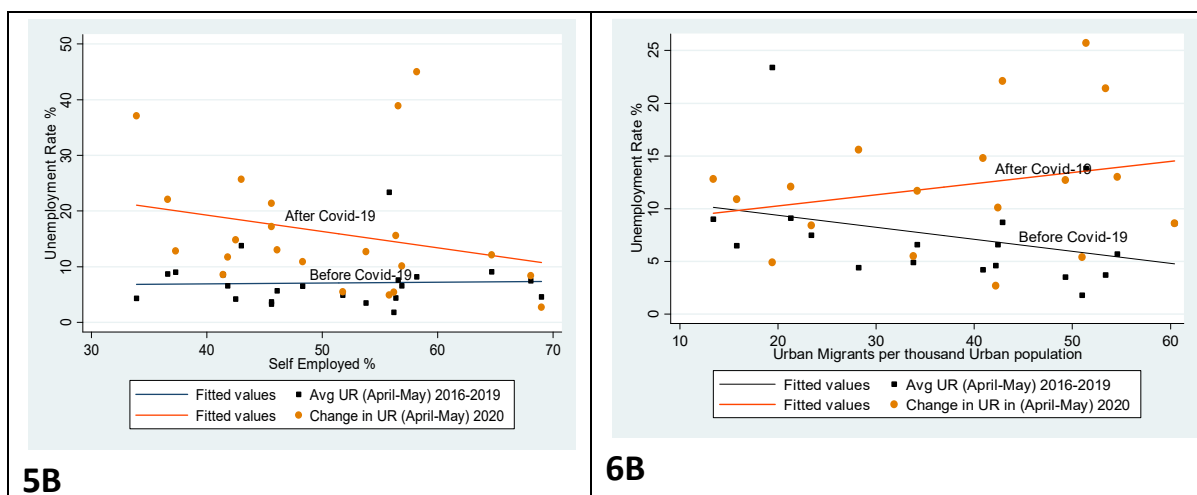 50
40
30
20
10
0
Unemployment Rate %
After Covid-19
Before Covid-19
30 40 50 60 70
Self Employed %
Fitted values Avg UR (April-May) 2016-2019
Fitted values Change in UR (April-May) 2020
5B
25
20
15
10
5
0
Unemployment Rate %
After Covid-19
Before Covid-19
10 20 30 40 50 60
Urban Migrants per thousand Urban population
Fitted values Avg UR (April-May) 2016-2019
Fitted values Change in UR in (April-May) 2020
6B